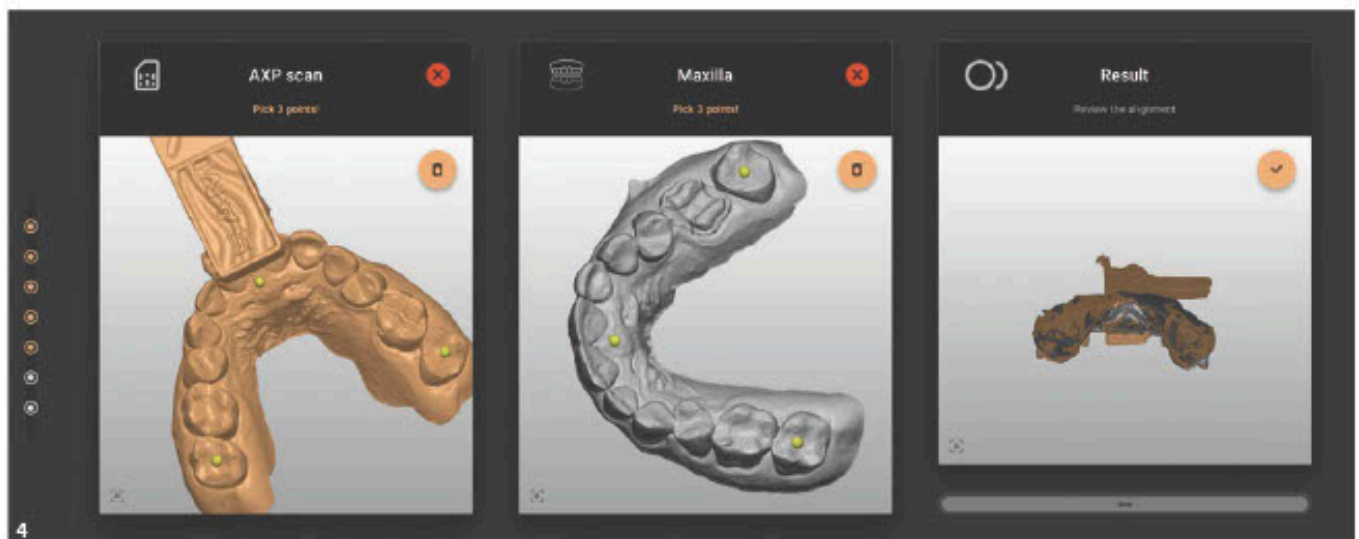 AXP scan
Pick 3 points!
Maxilla
Pick 3 points!
Result
Review the alignment
4